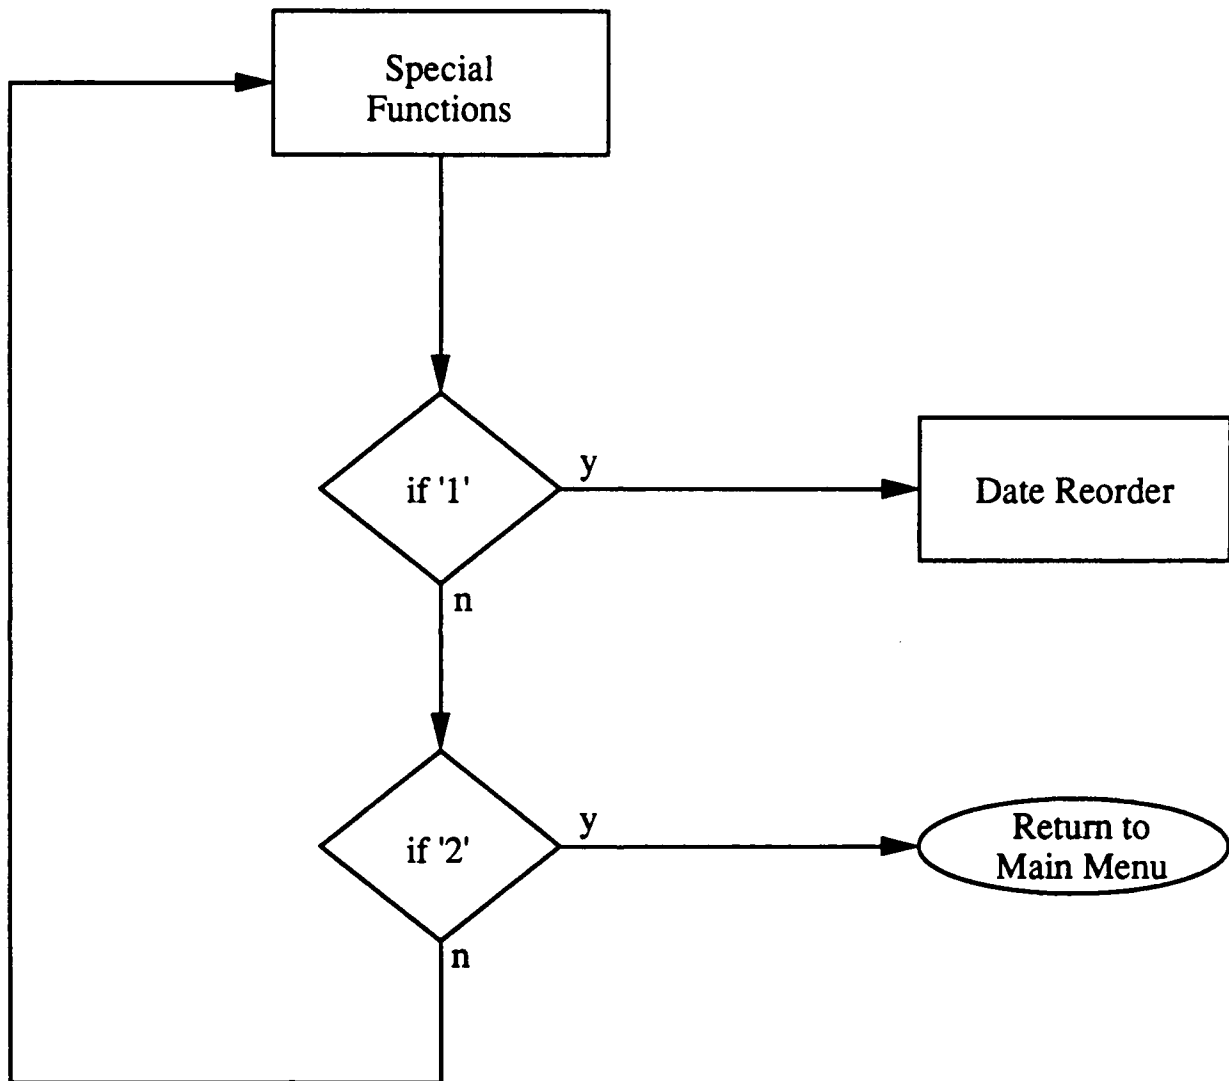 Special
Functions
if '1'
y
Date Reorder
n
if '2'
y
Return to
Main Menu
n